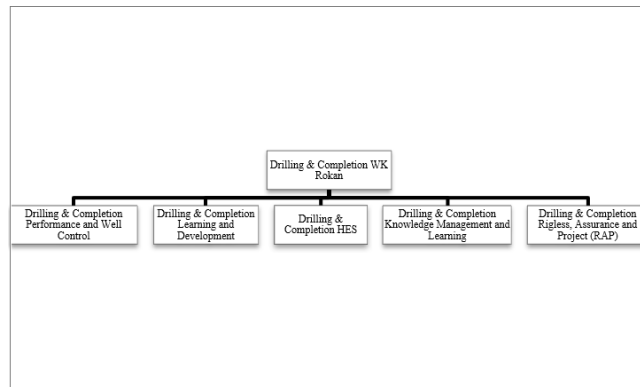 Drilling & Completion WK
Rokan
Drilling & Completion
Performance and Well
Control
Drilling & Completion
Learning and
Development
Drilling &
Completion HES
Drilling & Completion
Knowledge Management and
Learning
Drilling & Completion
Rigless, Assurance and
Project (RAP)